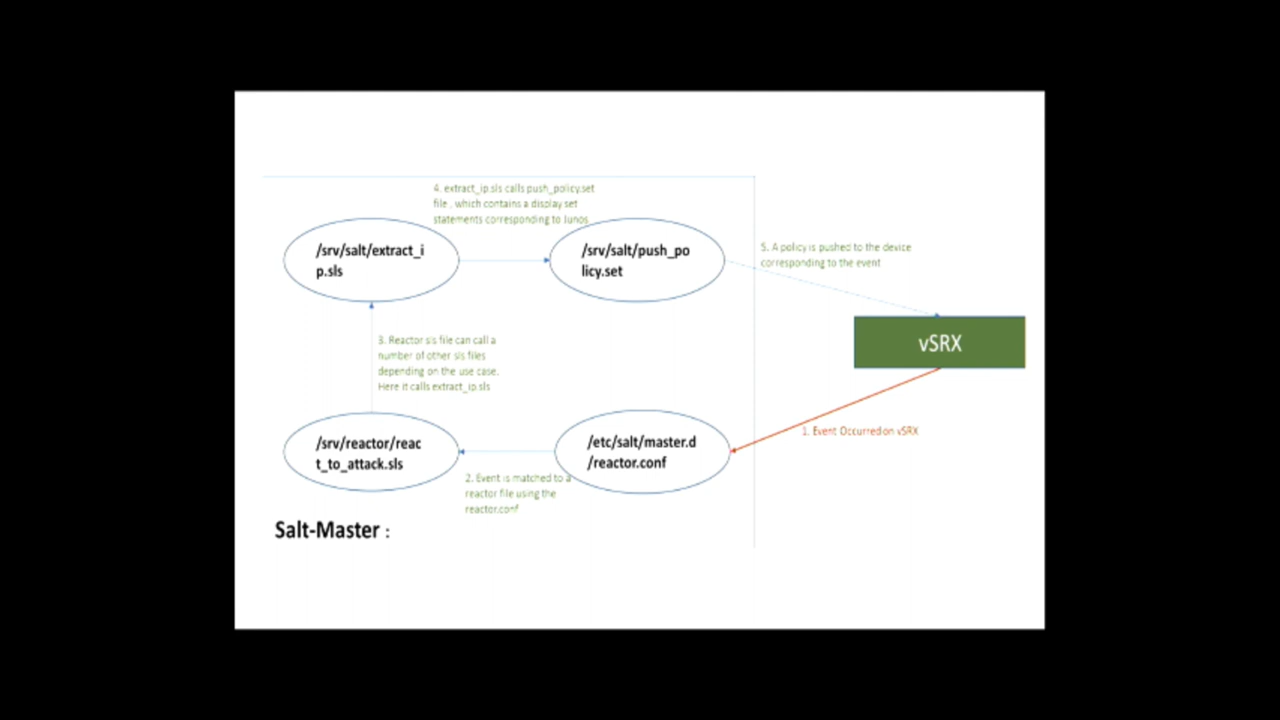 4. extract_ip.sls calls push_policy.set
file , which contains a display set
statements corresponding to Junos
/srv/salt/extract_i
p.sls
/srv/salt/push_po
licy.set
5. A policy is pushed to the device
corresponding to the event
vSRX
3. Reactor sls file can call a
number of other sls files
depending on the use case.
Here it calls extract_ip.sls
1. Event Occurred on vSRX
/srv/reactor/reac
t_to_attack.sls
/etc/salt/master.d
/reactor.conf
2. Event is matched to a
reactor file using the
reactor.conf
Salt-Master :